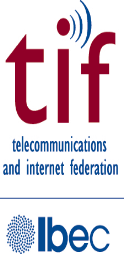 tif
telecommunications
and internet federation
Ibec